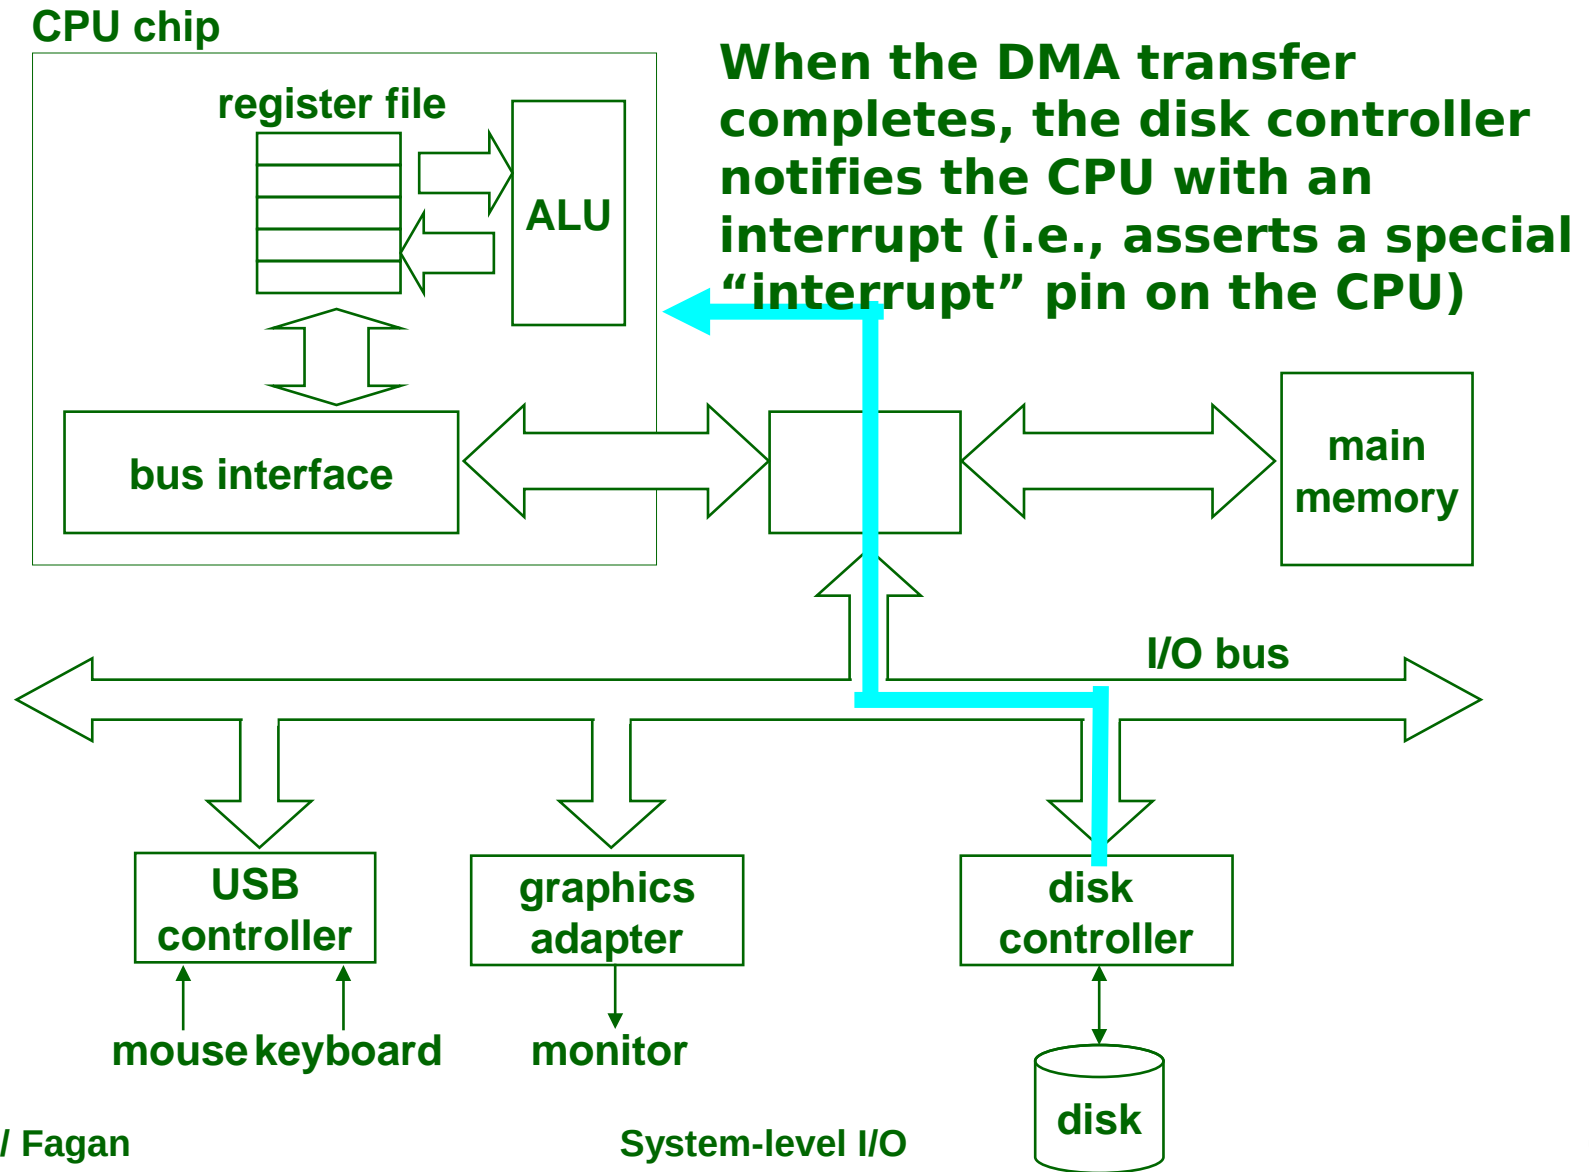 CPU chip
When the DMA transfer
completes, the disk controller
notifies the CPU with an
interrupt (i.e., asserts a special
“interrupt” pin on the CPU)
register file
ALU
bus interface
main
memory
I/O bus
USB
controller
graphics
adapter
disk
controller
mouse
keyboard
monitor
disk
/ Fagan
System-level I/O